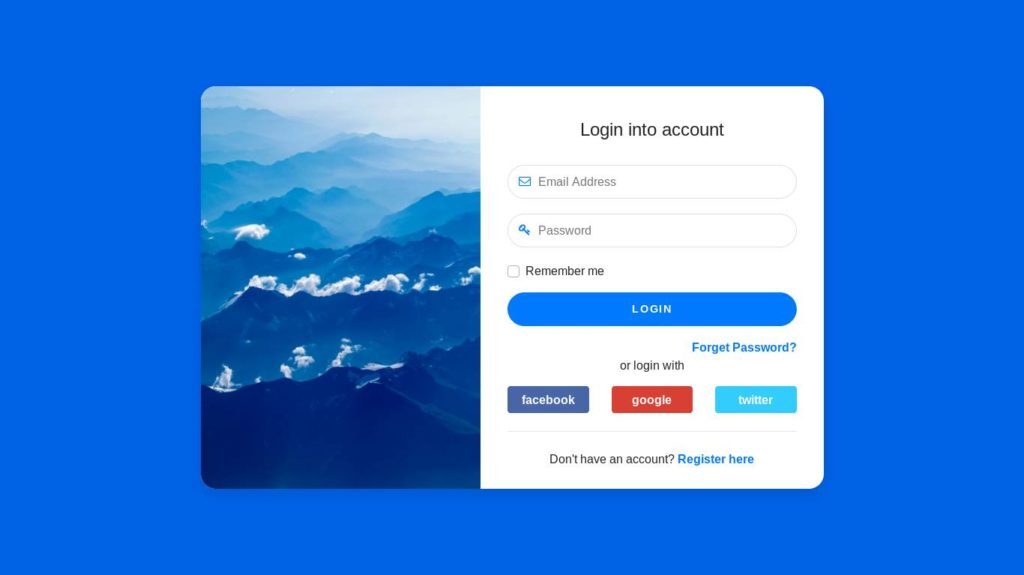 Login into account
Email Address
Password
Remember me
LOGIN
Forget Password?
or login with
facebook google twitter
Don't have an account? Register here